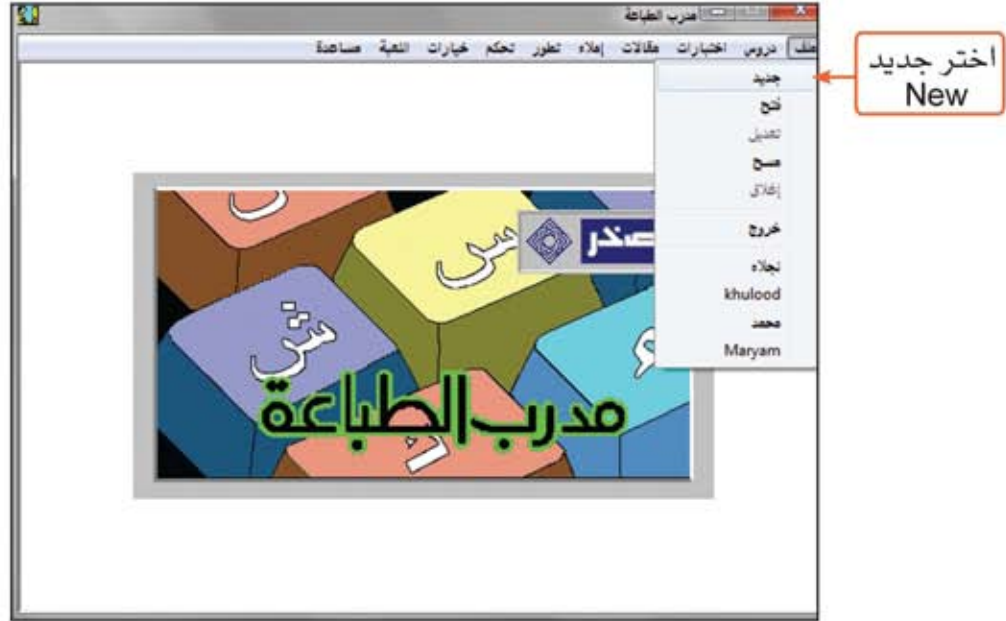 مدرب الطباعة
ملف دروس اختبارات مقالات إملاء تطور تحكم خيارات اللعبة مساعدة
جديد
فتح
تعديل
مسح
إغلاق
خروج
نجلاء
khulood
محمد
Maryam
اختر جديد
New
صخر
س
ش
مدرب الطباعة